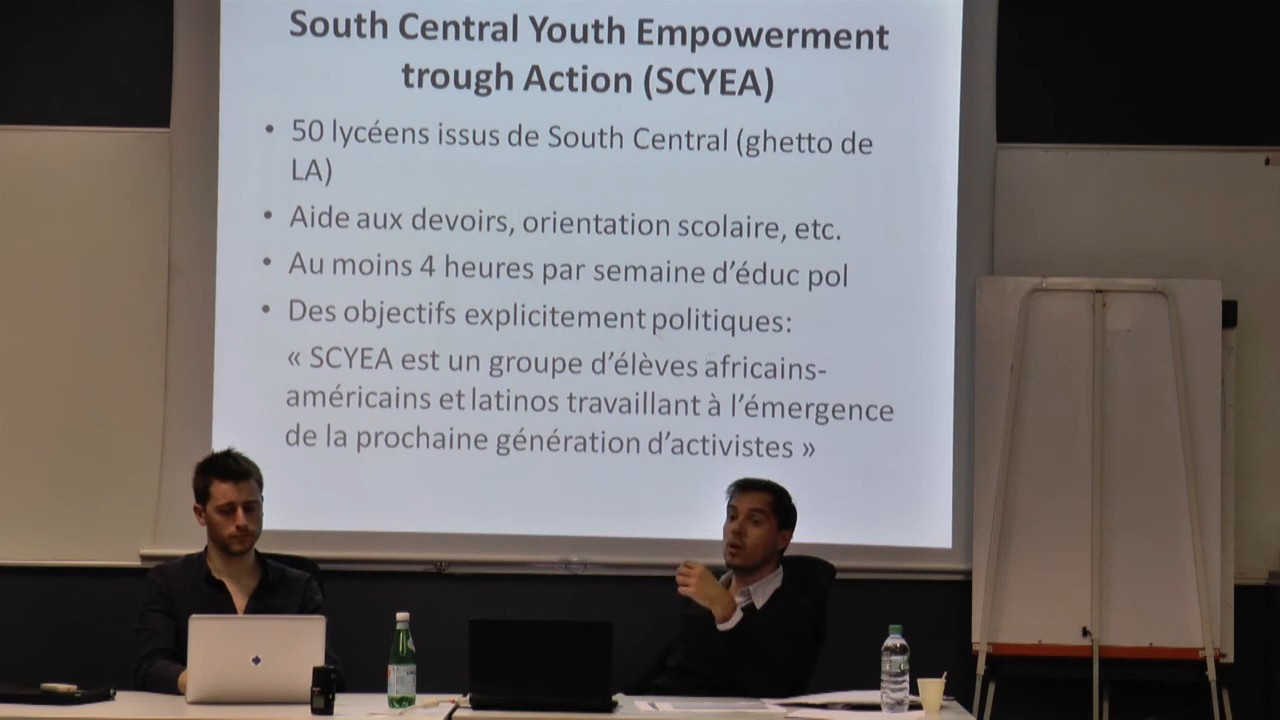 South Central Youth Empowerment
trough Action (SCYEA)
• 50 lycéens issus de South Central (ghetto de
LA)
• Aide aux devoirs, orientation scolaire, etc.
• Au moins 4 heures par semaine d’éduc pol
• Des objectifs explicitement politiques:
« SCYEA est un groupe d’élèves africains-
américains et latinos travaillant à l’émergence
de la prochaine génération d’activistes »